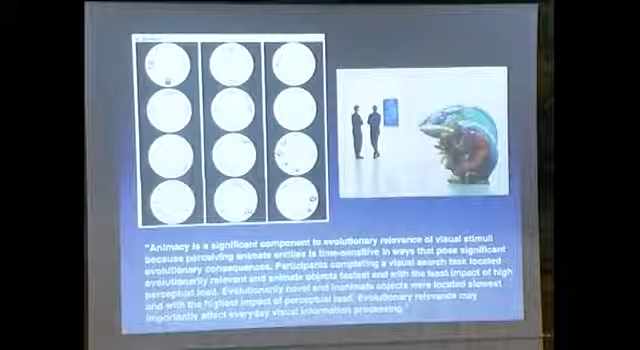 "Animacy is a significant component to evolutionary relevance of visual stimuli
because perceiving animate entities is time-sensitive in ways that pose significant
evolutionary consequences. Participants completing a visual search task located
evolutionarily relevant and animate objects fastest and with the least impact of high
perceptual load. Evolutionarily novel and inanimate objects were located slowest
and with the highest impact of perceptual load. Evolutionary relevance may
importantly affect everyday visual information processing."